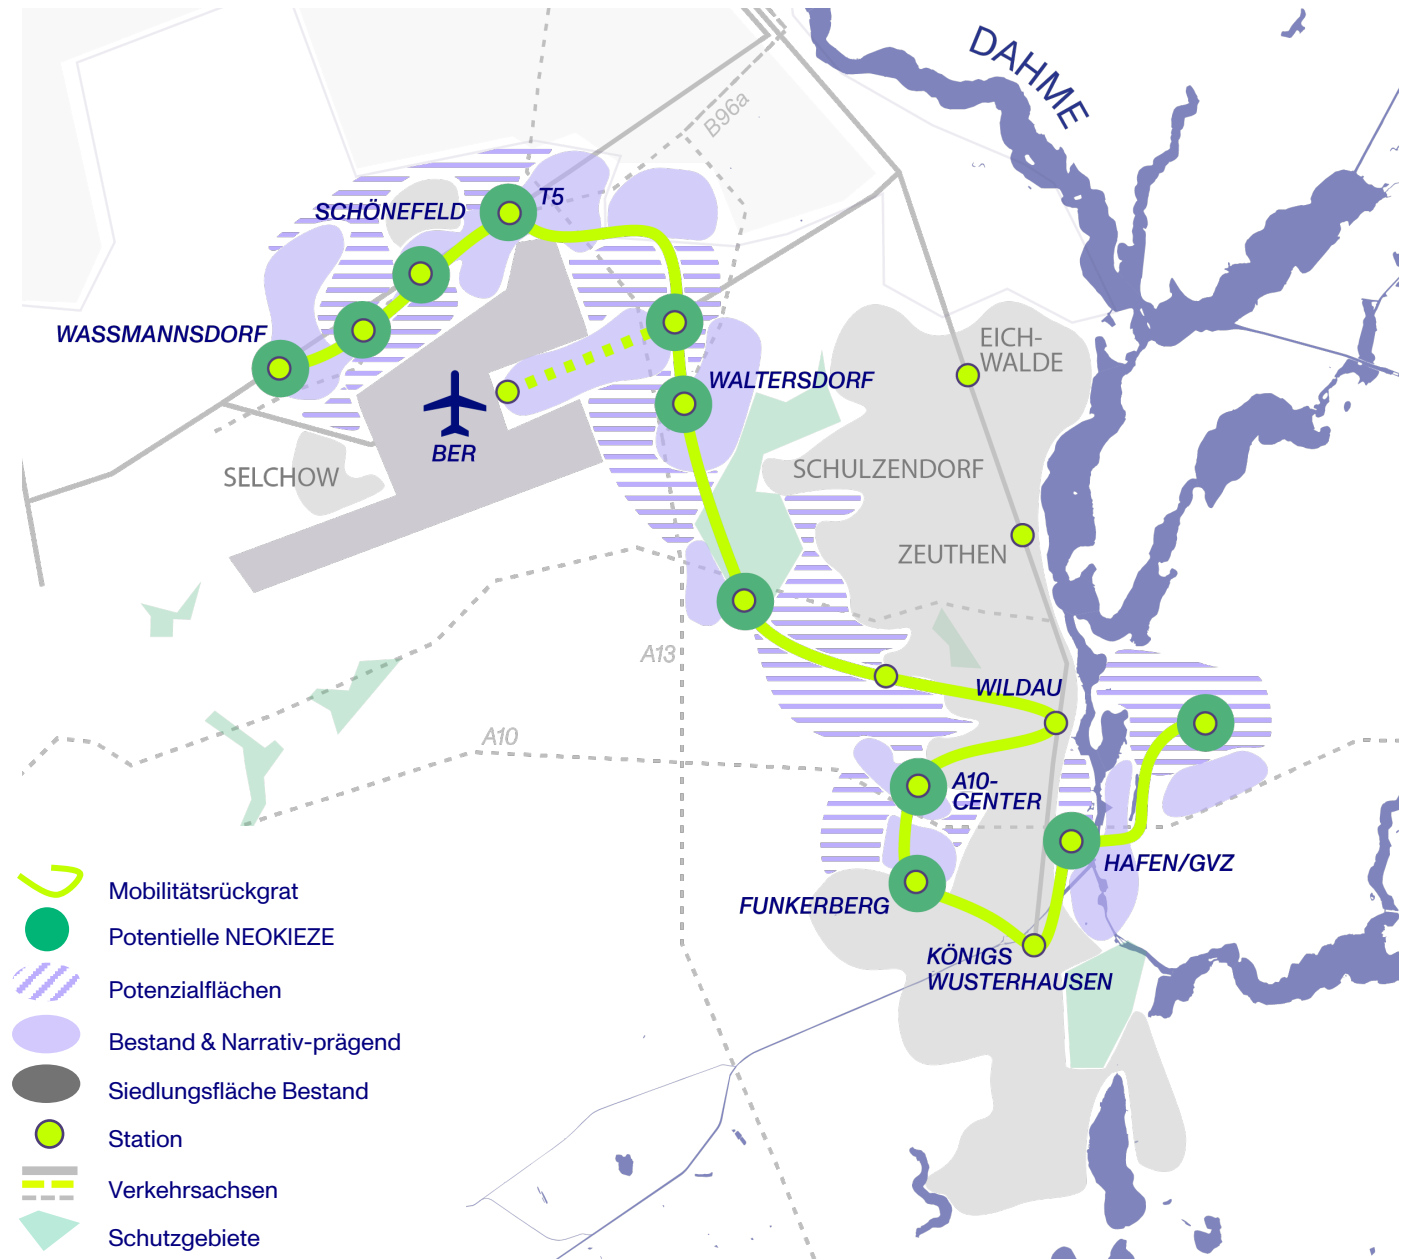 DAHME
B96a
T5
SCHÖNEFELD
WASSMANNSDORF
EICH-
WALDE
WALTERSDORF
BER
SELCHOW
SCHULZENDORF
ZEUTHEN
A13
WILDAU
A10
A10-
CENTER
HAFEN/GVZ
FUNKERBERG
KÖNIGS
WUSTERHAUSEN
Mobilitätsrückgrat
Potentielle NEOKIEZE
Potenzialflächen
Bestand & Narrativ-prägend
Siedlungsfläche Bestand
Station
Verkehrsachsen
Schutzgebiete